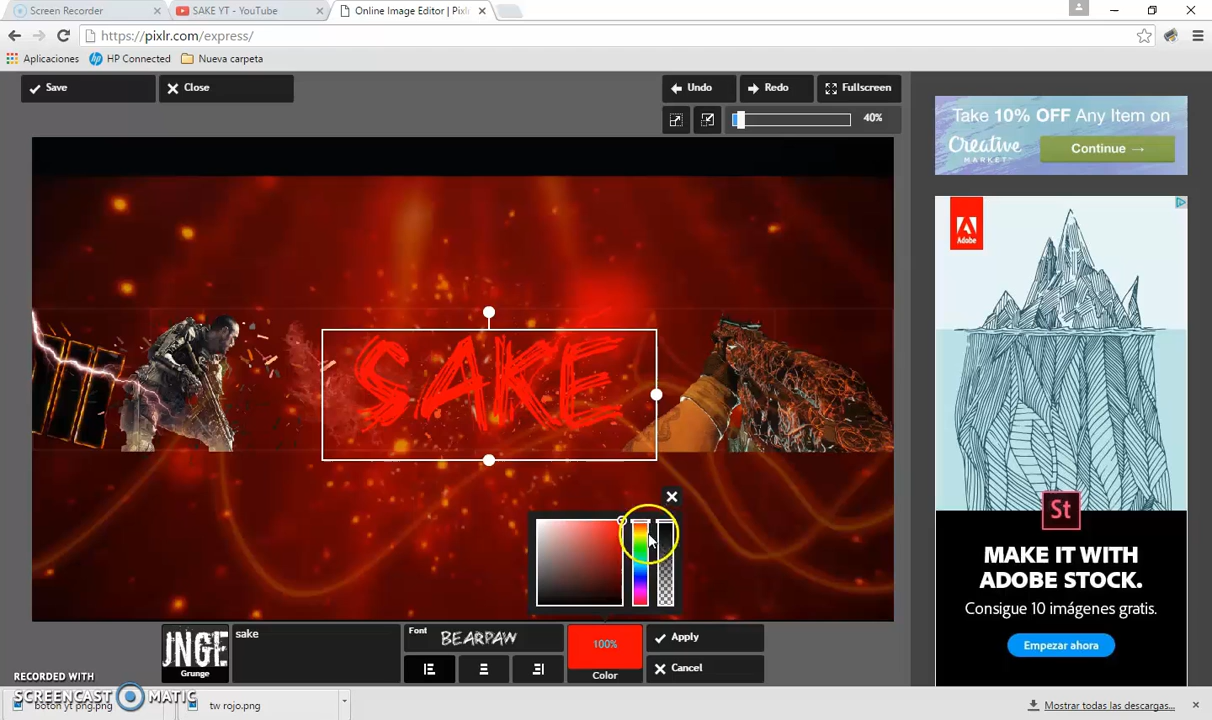 Screen Recorder
SAKE YT - YouTube
Online Image Editor | Pixlr
https://pixlr.com/express/
Aplicaciones
HP Connected
Nueva carpeta
Save
Close
Undo
Redo
Fullscreen
40%
Take 10% OFF Any Item on
Creative
MARKET
Continue →
Adobe
SAKE
St
MAKE IT WITH
ADOBE STOCK.
Consigue 10 imágenes gratis.
Empezar ahora
UNGE
Grunge
sake
Font
BEARPAW
100%
Color
Apply
Cancel
RECORDED WITH
SCREENCAST MATIC
boton yt png.png
tw rojo.png
Mostrar todas las descargas...